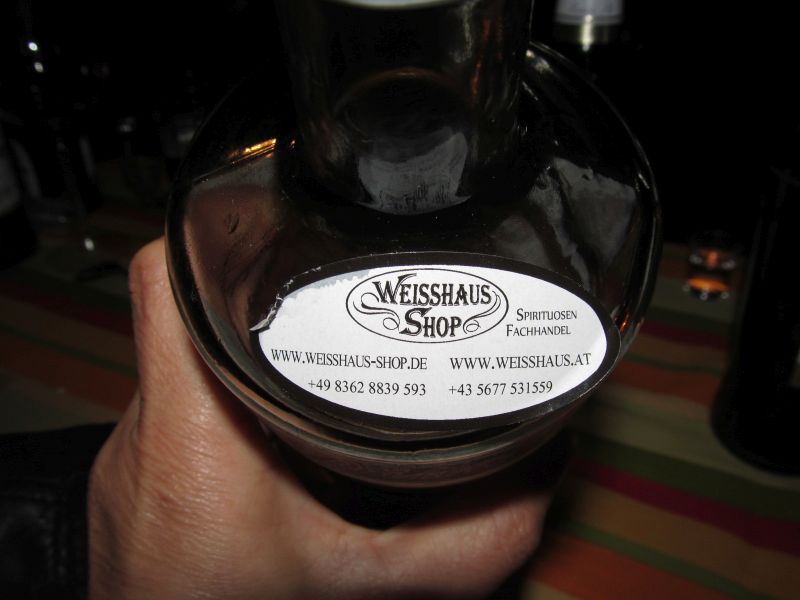 WEISSHAUS
SHOP
SPIRITUOSEN
FACHHANDEL
WWW.WEISSHAUS-SHOP.DE WWW.WEISSHAUS.AT
+49 8362 8839 593 +43 5677 531559